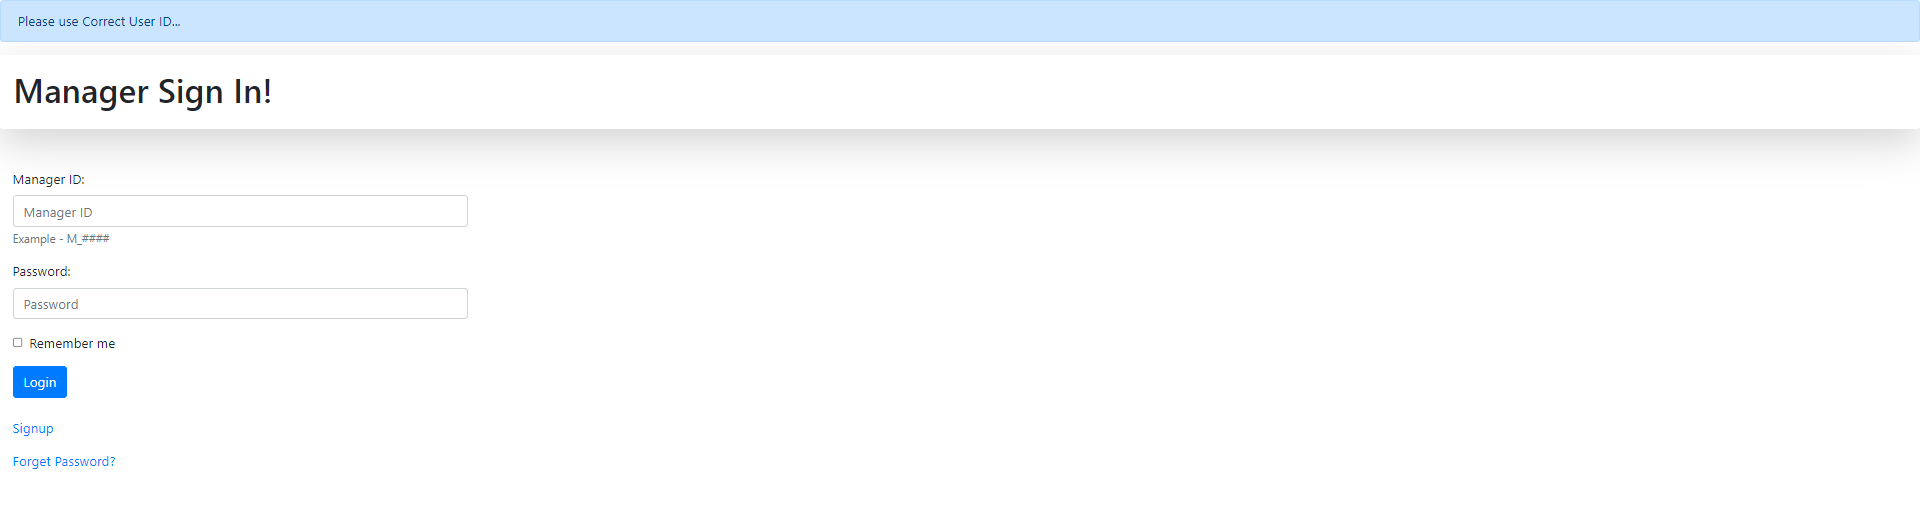 Please use Correct User ID...
Manager Sign In!
Manager ID:
Manager ID
Example - M_####
Password:
Password
Remember me
Login
Signup
Forget Password?